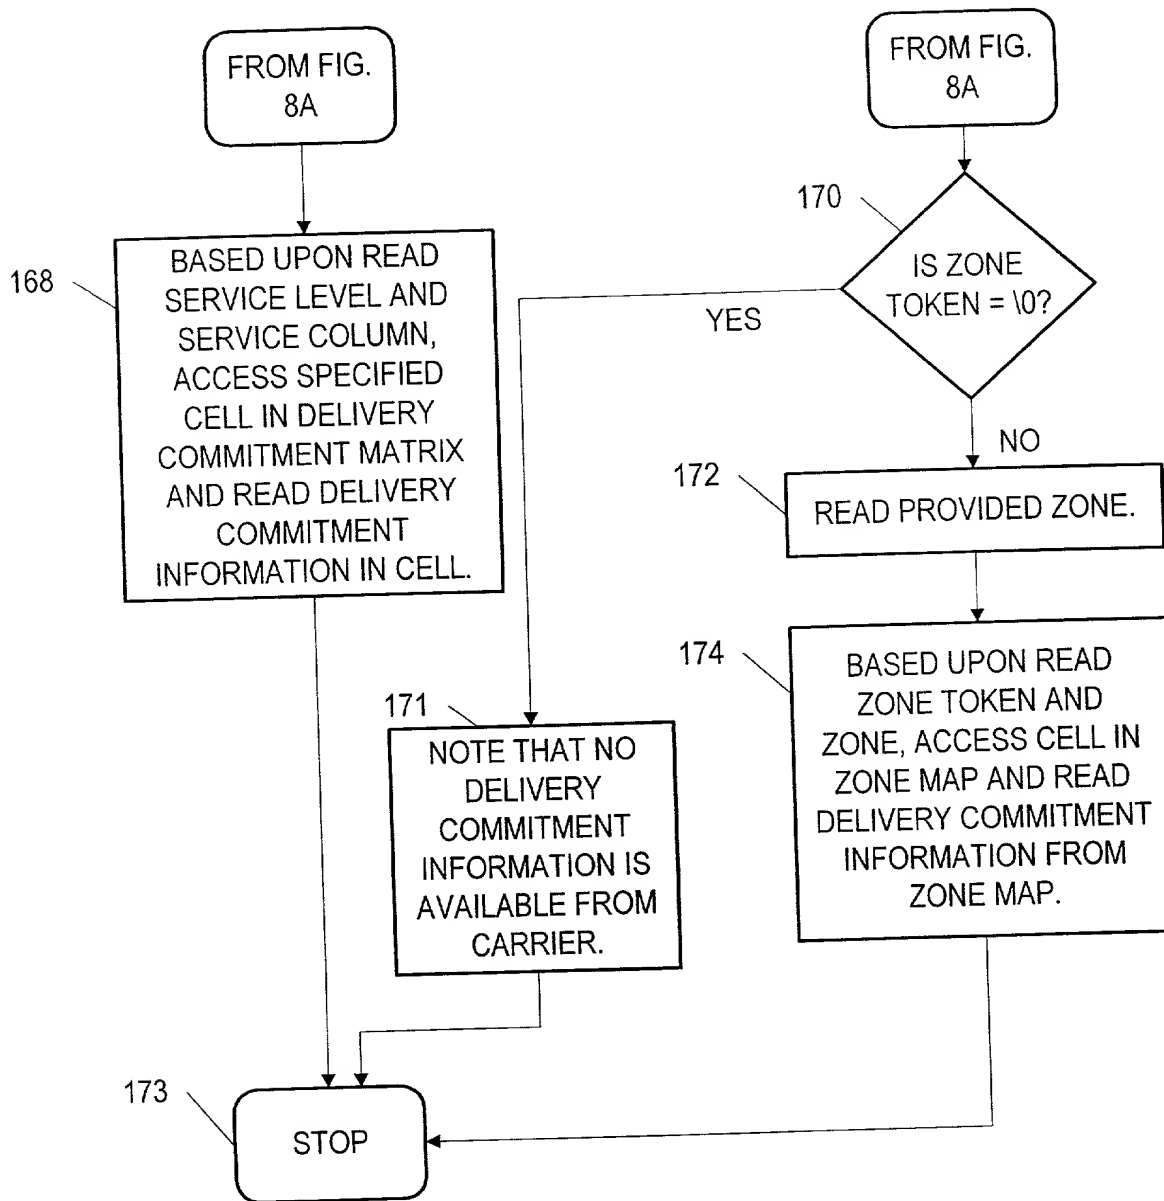 FROM FIG.
8A
168
BASED UPON READ
SERVICE LEVEL AND
SERVICE COLUMN,
ACCESS SPECIFIED
CELL IN DELIVERY
COMMITMENT MATRIX
AND READ DELIVERY
COMMITMENT
INFORMATION IN CELL.
FROM FIG.
8A
170
IS ZONE
TOKEN = \0?
YES
NO
171
NOTE THAT NO
DELIVERY
COMMITMENT
INFORMATION IS
AVAILABLE FROM
CARRIER.
172
READ PROVIDED ZONE.
174
BASED UPON READ
ZONE TOKEN AND
ZONE, ACCESS CELL IN
ZONE MAP AND READ
DELIVERY COMMITMENT
INFORMATION FROM
ZONE MAP.
173
STOP